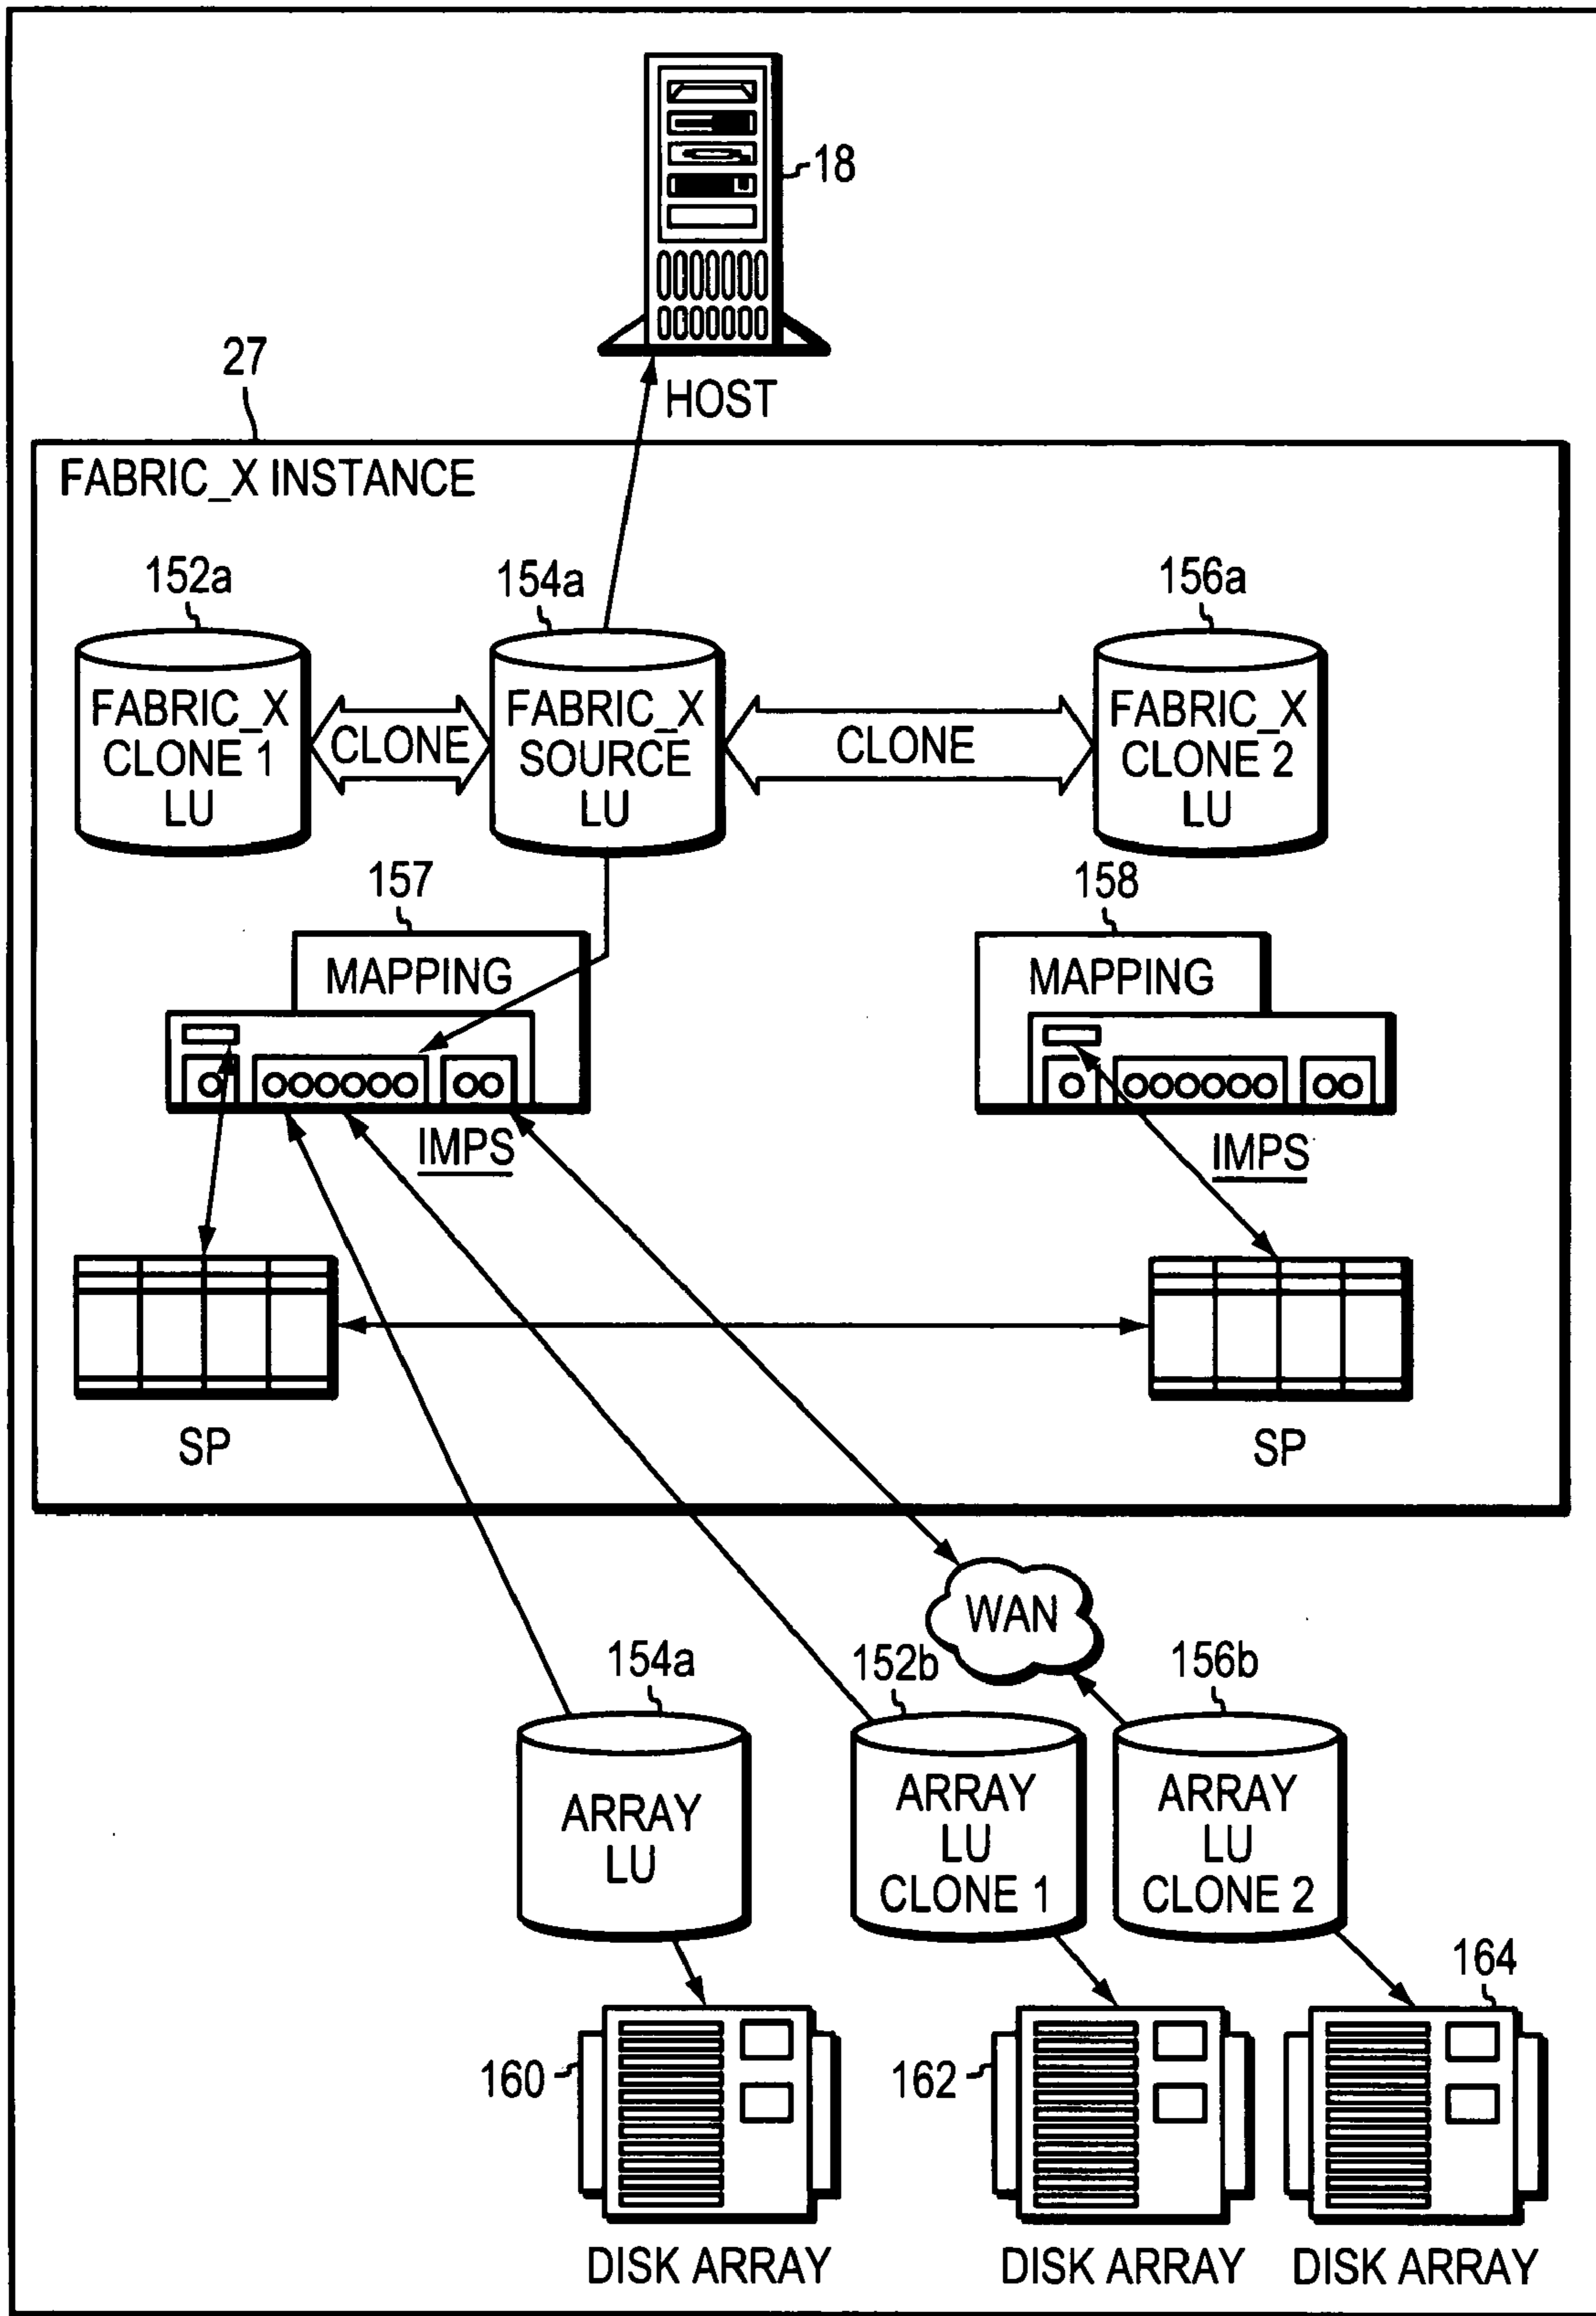 18
HOST
27
FABRIC_X INSTANCE
152a
154a
156a
FABRIC_X
CLONE 1
LU
CLONE
FABRIC_X
SOURCE
LU
CLONE
FABRIC_X
CLONE 2
LU
157
158
MAPPING
MAPPING
IMPS
IMPS
SP
SP
WAN
154a
152b
156b
ARRAY
LU
ARRAY
LU
CLONE 1
ARRAY
LU
CLONE 2
164
160
162
DISK ARRAY
DISK ARRAY
DISK ARRAY